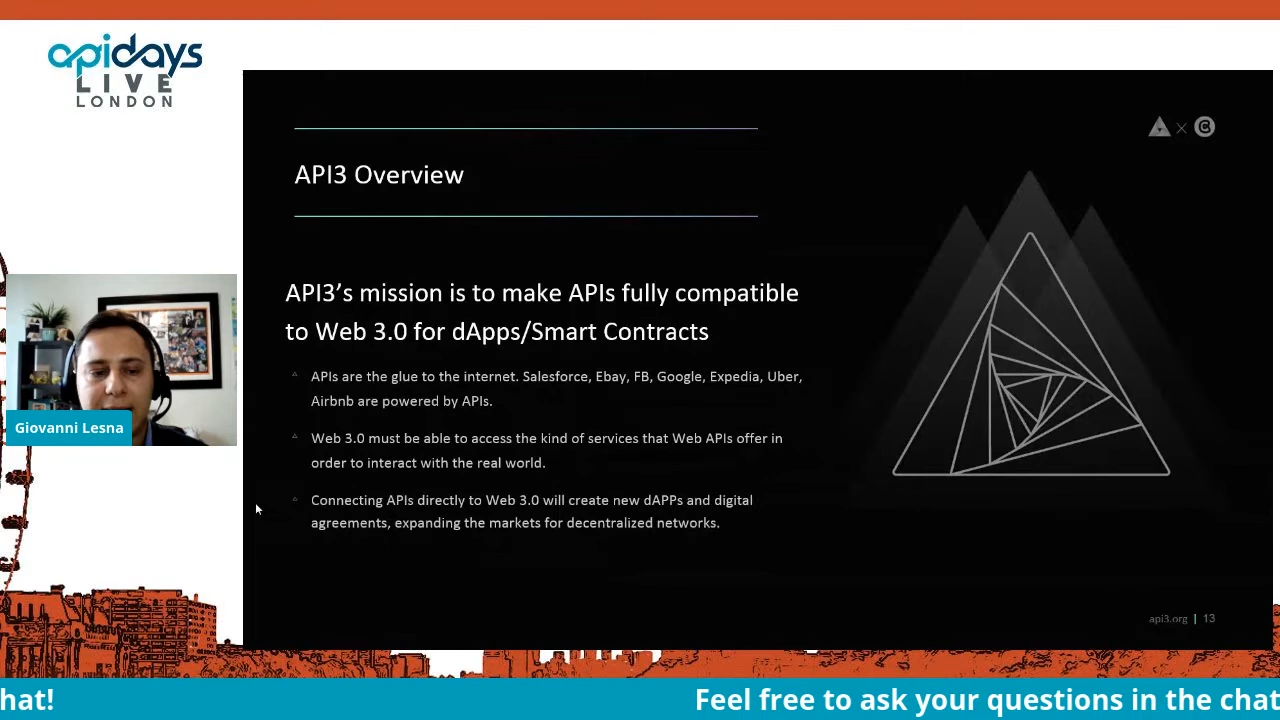 apidays
LIVE
LONDON
API3 Overview
API3’s mission is to make APIs fully compatible
to Web 3.0 for dApps/Smart Contracts
APIs are the glue to the internet. Salesforce, Ebay, FB, Google, Expedia, Uber,
Airbnb are powered by APIs.
Web 3.0 must be able to access the kind of services that Web APIs offer in
order to interact with the real world.
Connecting APIs directly to Web 3.0 will create new dAPPs and digital
agreements, expanding the markets for decentralized networks.
Giovanni Lesna
api3.org | 13
hat!
Feel free to ask your questions in the chat